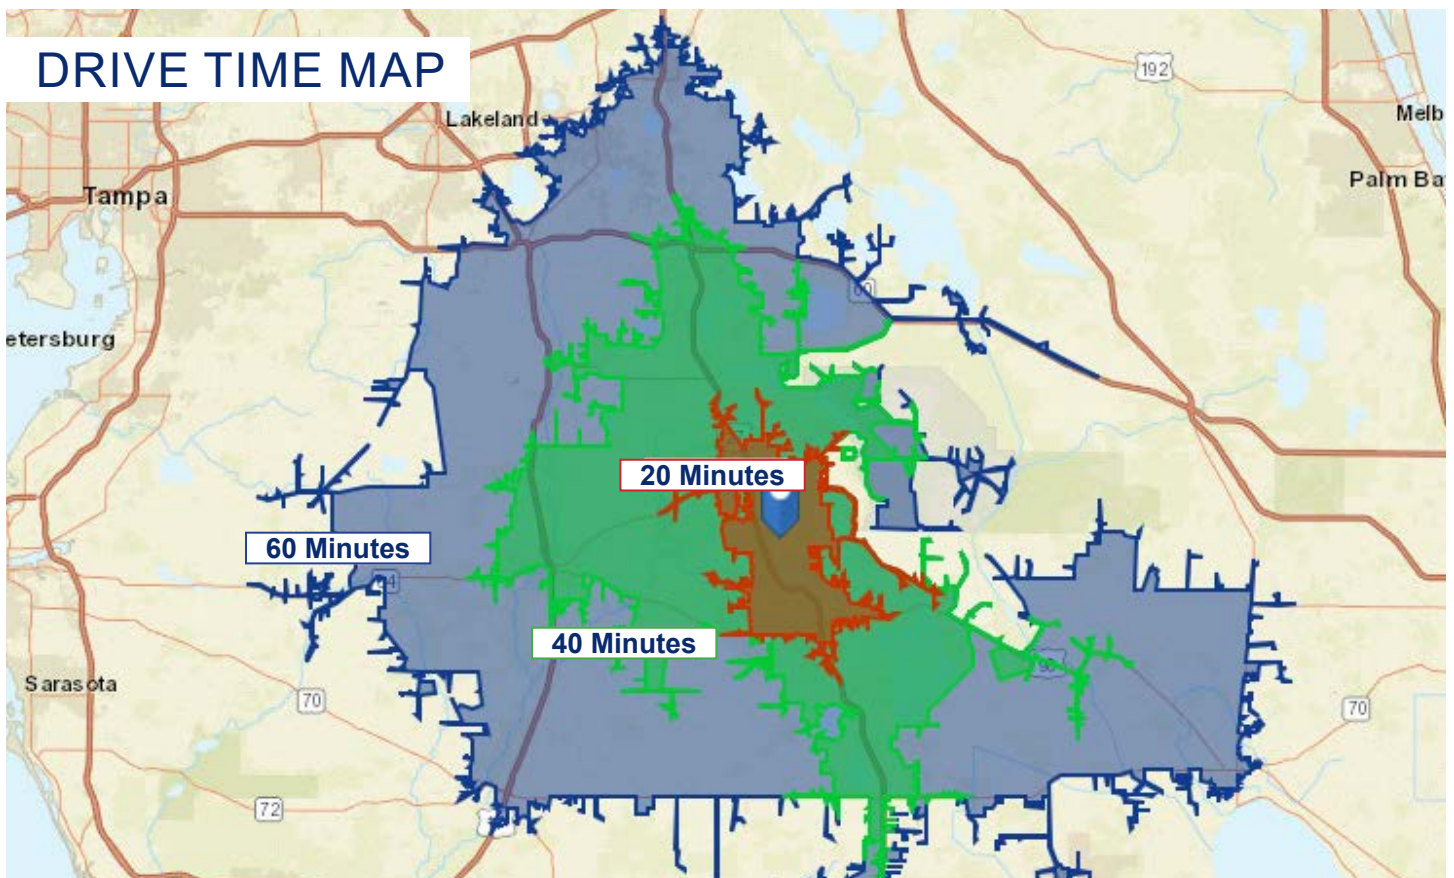 DRIVE TIME MAP
192
Lakeland
Melb
Tampa
Palm Ba
etersburg
20 Minutes
60 Minutes
40 Minutes
98
Sarasota
70
70
72